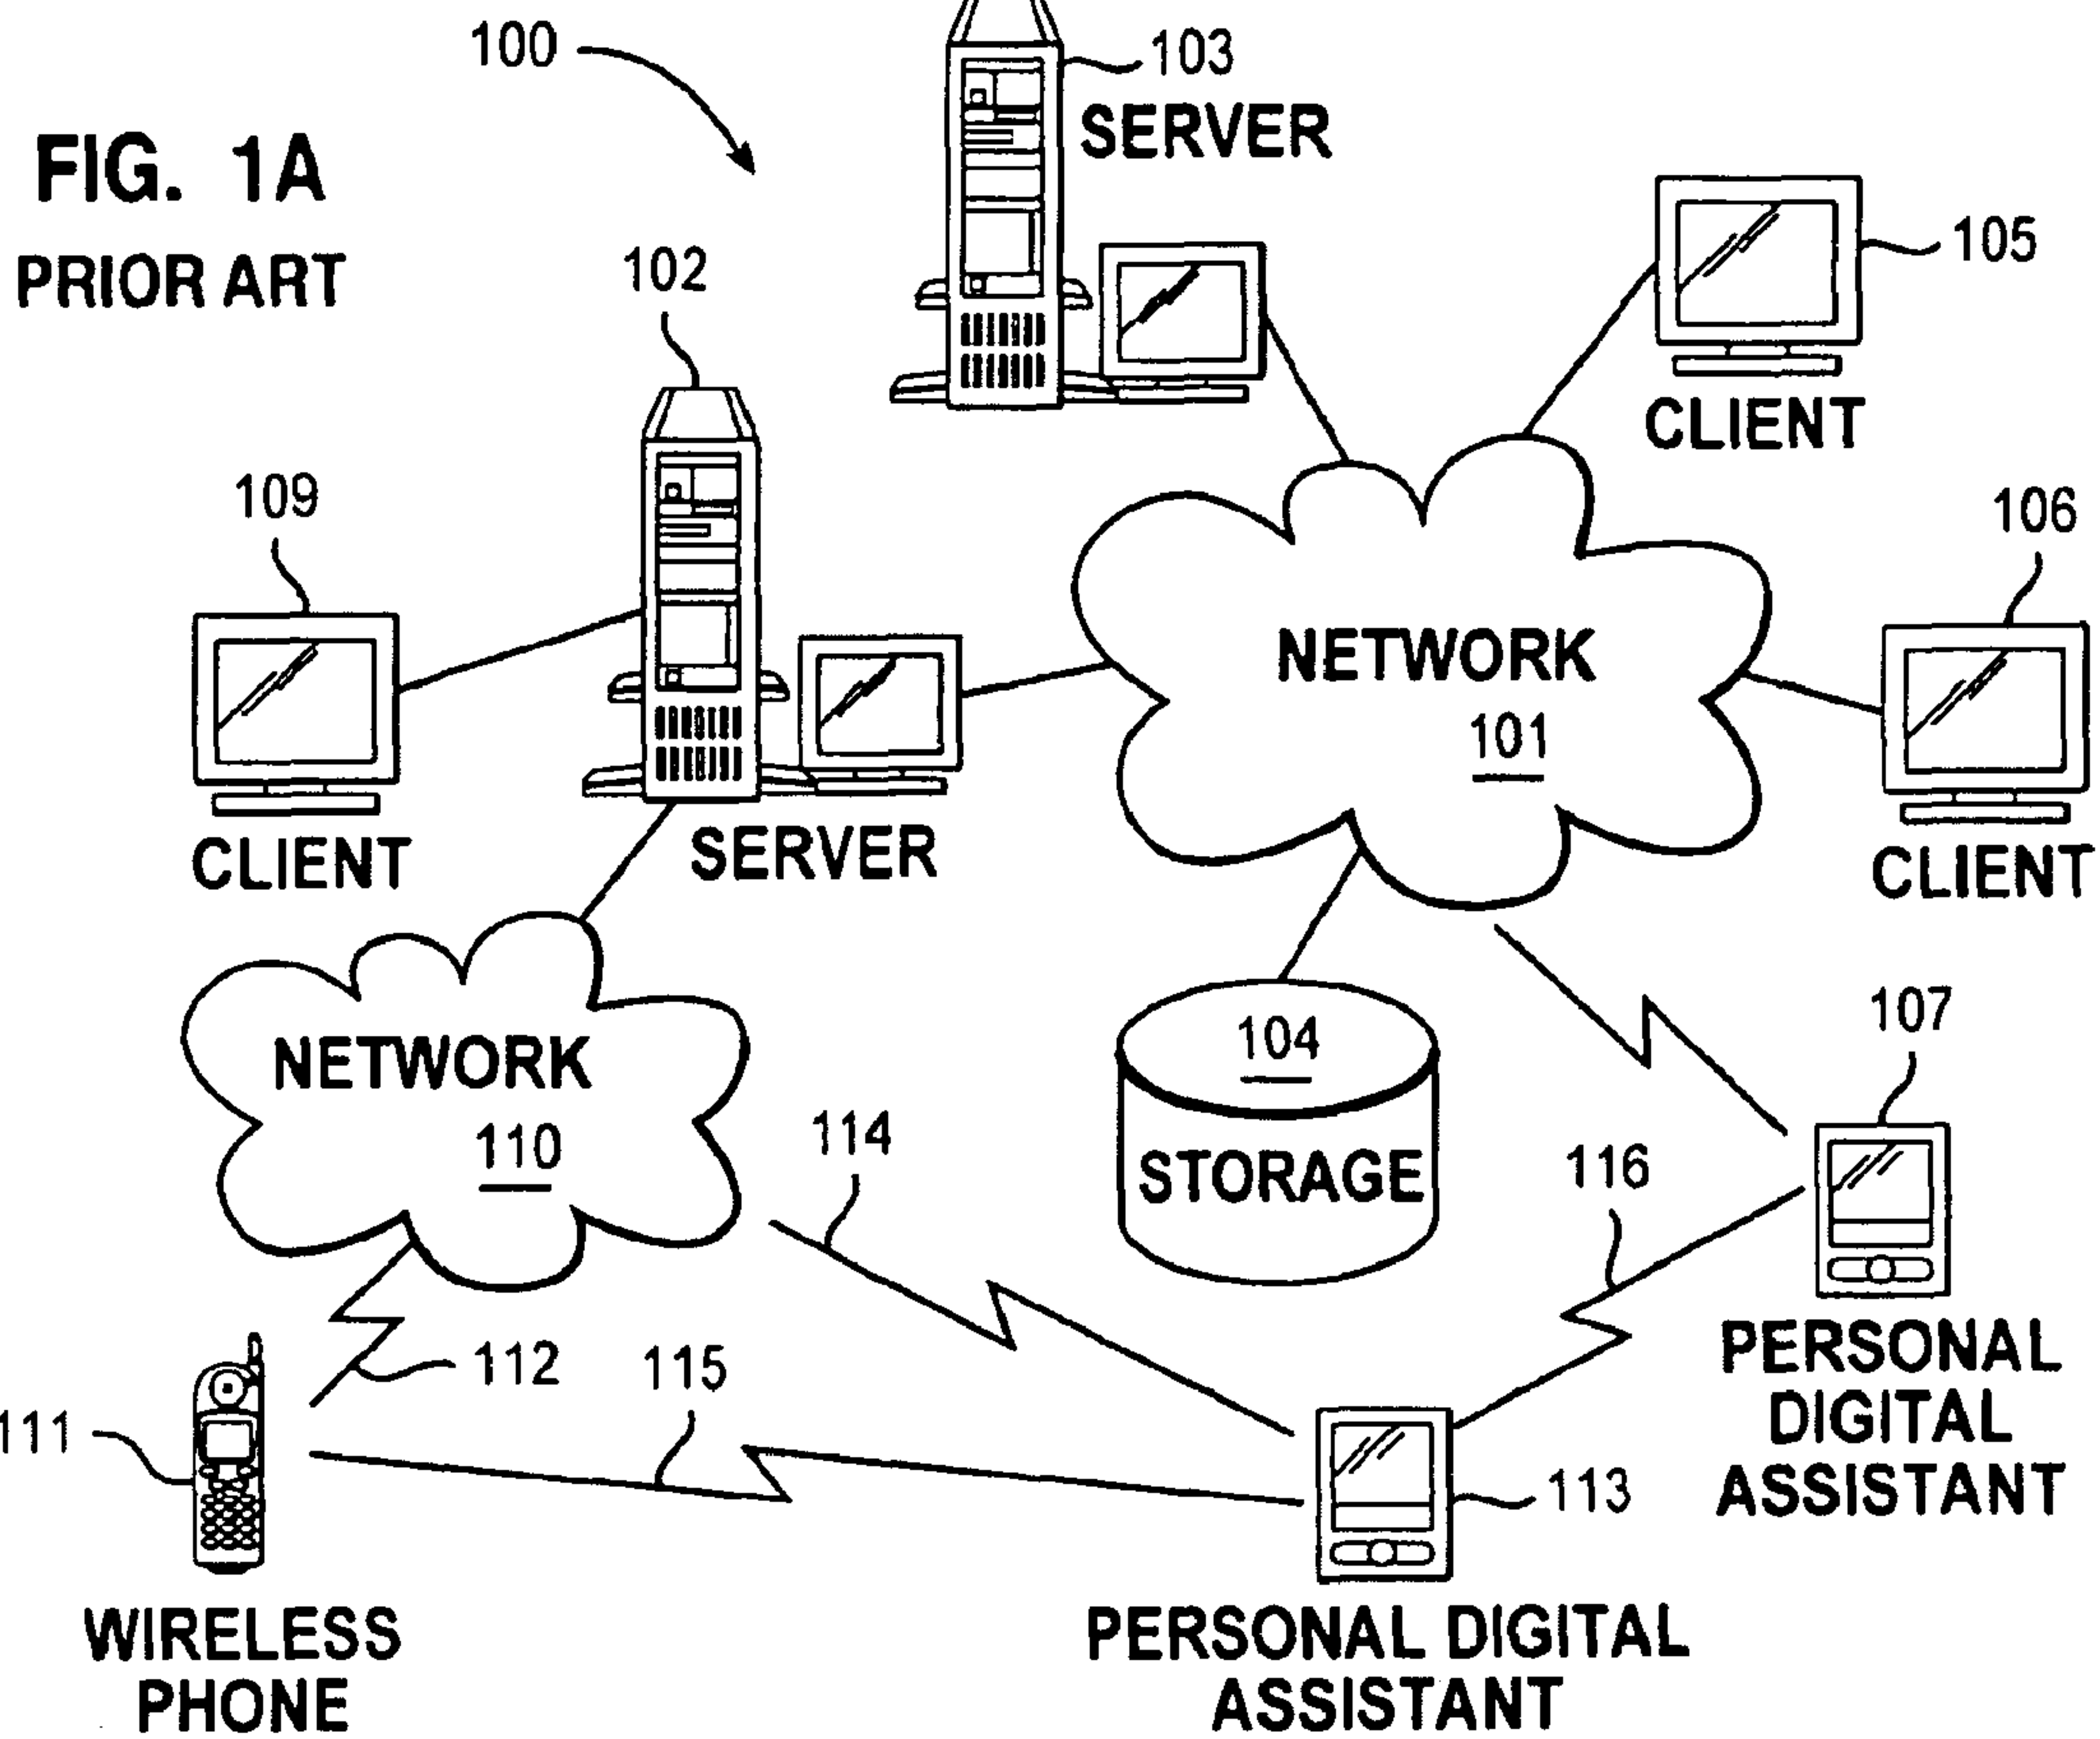 100
103
SERVER
FIG. 1A
PRIOR ART
102
105
CLIENT
109
106
NETWORK
101
CLIENT
SERVER
CLIENT
NETWORK
110
104
STORAGE
107
114
116
PERSONAL
DIGITAL
ASSISTANT
112
115
111
113
WIRELESS
PHONE
PERSONAL DIGITAL
ASSISTANT